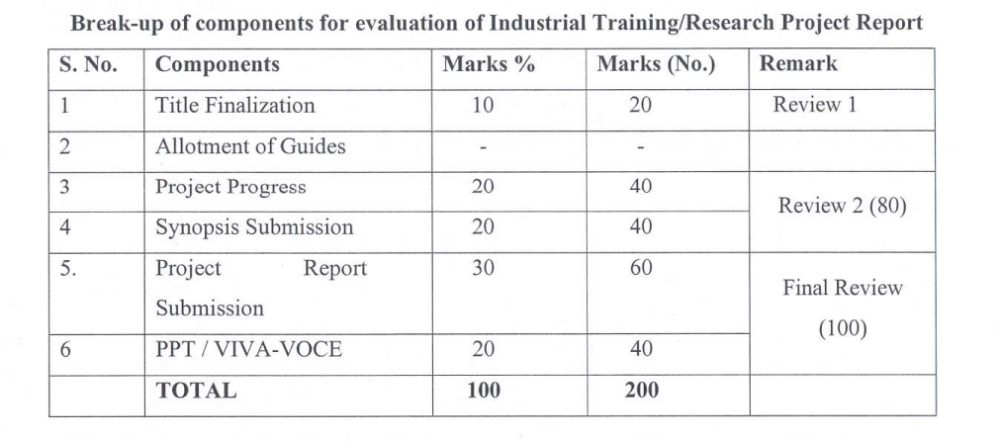 Break-up of components for evaluation of Industrial Training/Research Project Report
S. No. Components Marks % Marks (No.) Remark
1 Title Finalization 10 20 Review 1
2 Allotment of Guides - -
3 Project Progress 20 40
Review 2 (80)
4 Synopsis Submission 20 40
5. Project Report 30 60
Final Review
Submission
(100)
6 PPT / VIVA-VOCE 20 40
TOTAL 100 200